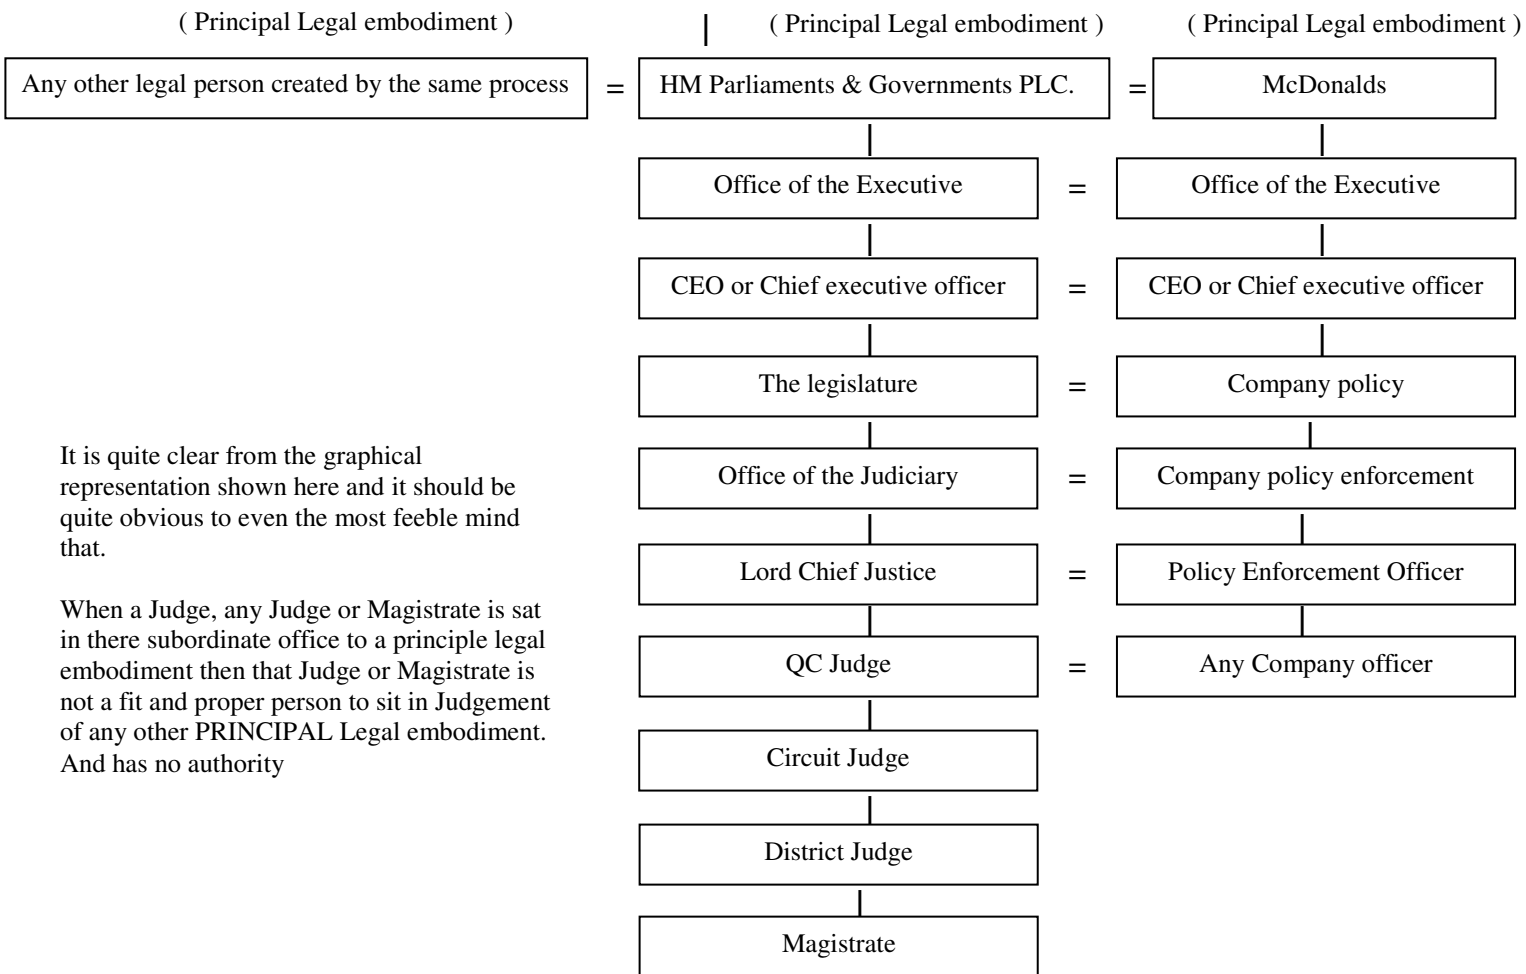 ( Principal Legal embodiment ) ( Principal Legal embodiment ) ( Principal Legal embodiment )
Any other legal person created by the same process = HM Parliaments & Governments PLC. = McDonalds
Office of the Executive = Office of the Executive
CEO or Chief executive officer = CEO or Chief executive officer
The legislature = Company policy
Office of the Judiciary = Company policy enforcement
Lord Chief Justice = Policy Enforcement Officer
QC Judge = Any Company officer
Circuit Judge
District Judge
Magistrate
It is quite clear from the graphical
representation shown here and it should be
quite obvious to even the most feeble mind
that.
When a Judge, any Judge or Magistrate is sat
in there subordinate office to a principle legal
embodiment then that Judge or Magistrate is
not a fit and proper person to sit in Judgement
of any other PRINCIPAL Legal embodiment.
And has no authority